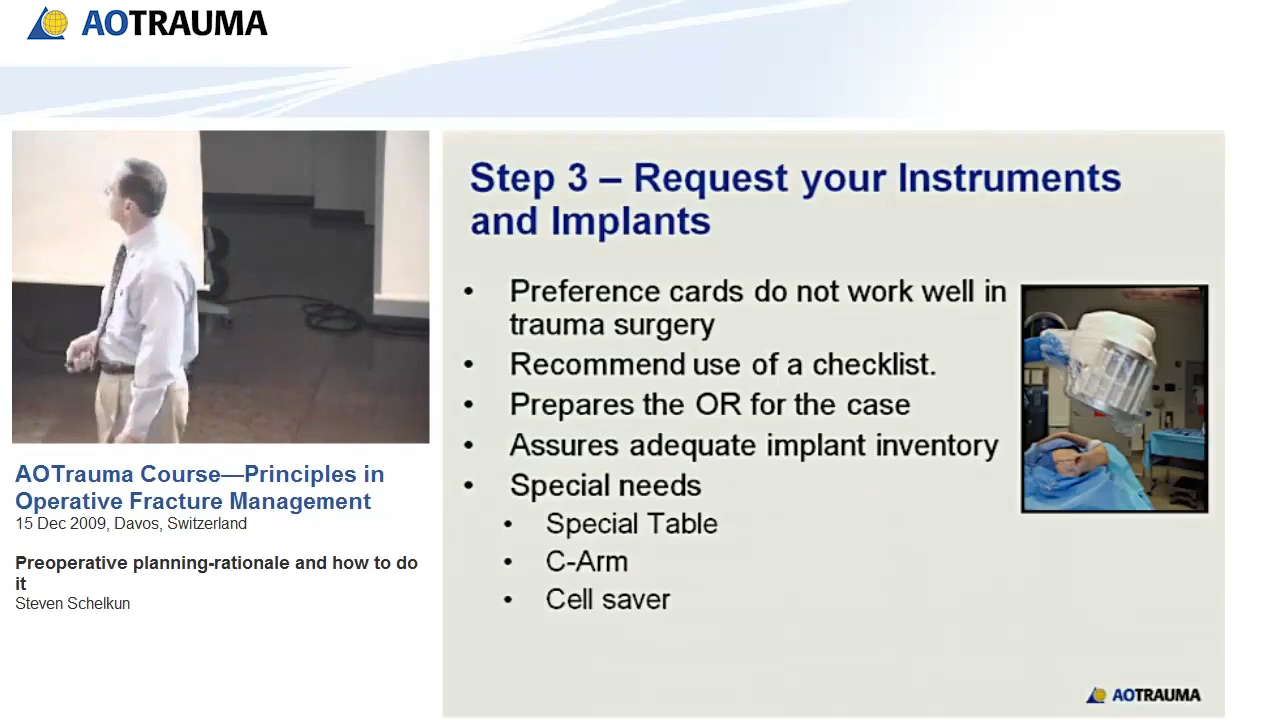 AOTRAUMA
AOTrauma Course—Principles in
Operative Fracture Management
15 Dec 2009, Davos, Switzerland
Preoperative planning-rationale and how to do
it
Steven Schelkun
Step 3 – Request your Instruments
and Implants
• Preference cards do not work well in
trauma surgery
• Recommend use of a checklist.
• Prepares the OR for the case
• Assures adequate implant inventory
• Special needs
• Special Table
• C-Arm
• Cell saver
AOTRAUMA